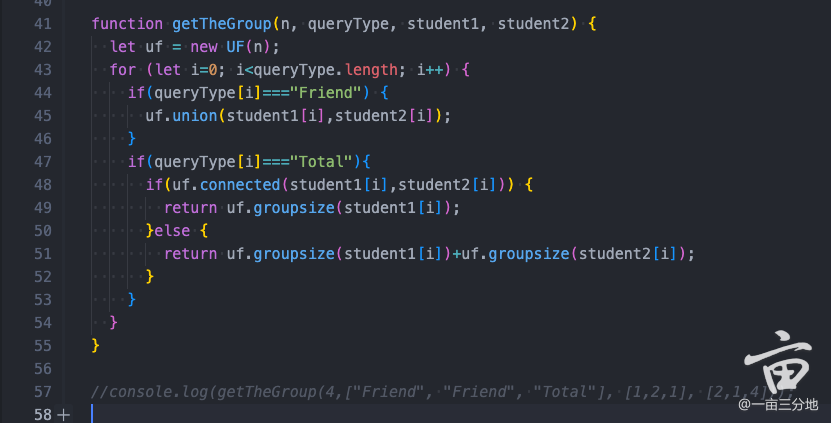 40
41 function getTheGroup(n, queryType, student1, student2) {
42   let uf = new UF(n);
43   for (let i=0; i<queryType.length; i++) {
44     if(queryType[i]==="Friend") {
45       uf.union(student1[i],student2[i]);
46     }
47     if(queryType[i]==="Total"){
48       if(uf.connected(student1[i],student2[i])) {
49         return uf.groupsize(student1[i]);
50       }else {
51         return uf.groupsize(student1[i])+uf.groupsize(student2[i]);
52       }
53     }
54   }
55 }
56
57 //console.log(getTheGroup(4,["Friend", "Friend", "Total"], [1,2,1], [2,1,4]
58
亩
@一亩三分地